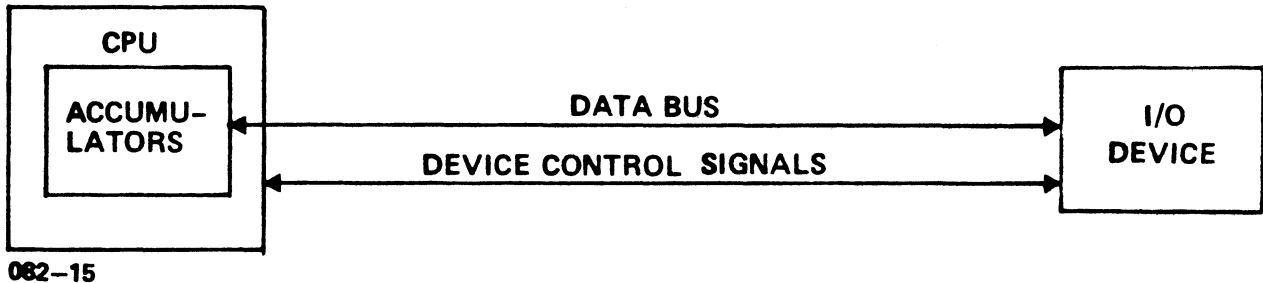 CPU
ACCUMU-
LATORS
DATA BUS
DEVICE CONTROL SIGNALS
I/O
DEVICE
082-15